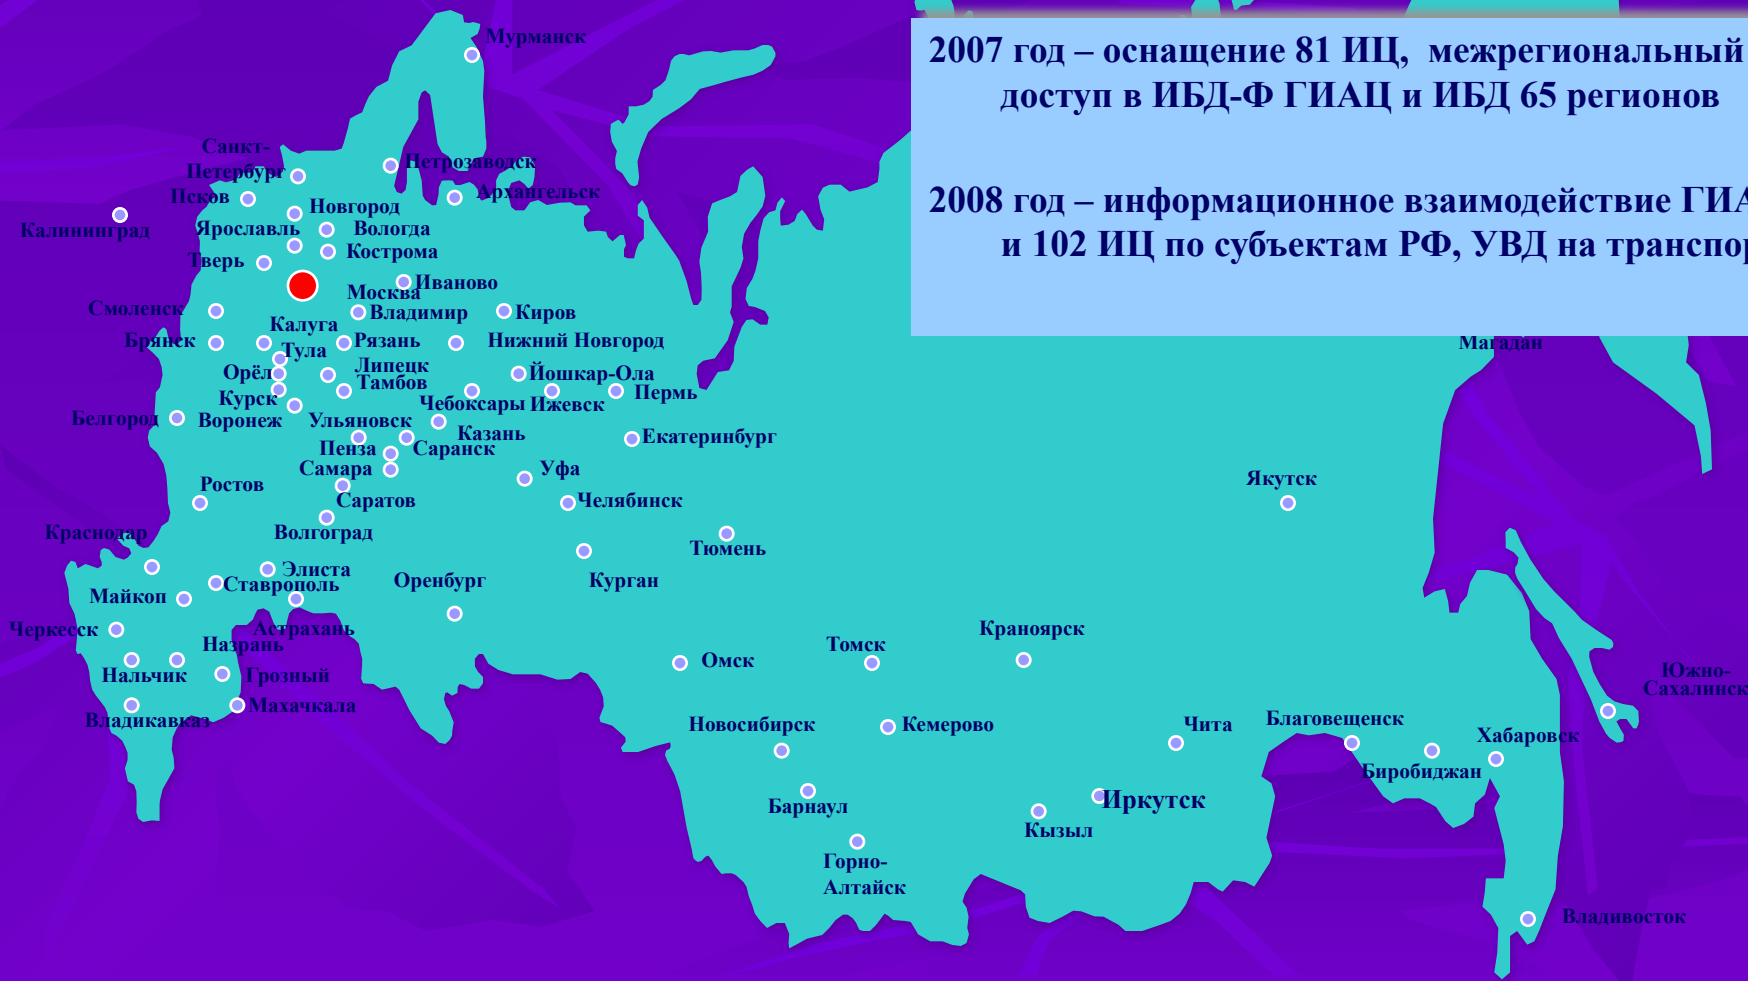 2007 год – оснащение 81 ИЦ, межрегиональный
доступ в ИБД-Ф ГИАЦ и ИБД 65 регионов
2008 год – информационное взаимодействие
и 102 ИЦ по субъектам РФ, УВД на
Мурманск
Санкт-
Петербург
Петрозаводск
Псков
Архангельск
Новгород
Калининград
Ярославль
Вологда
Кострома
Тверь
Иваново
Москва
Смоленск
Владимир
Киров
Калуга
Брянск
Рязань
Нижний Новгород
Магадан
Тула
Липецк
Орёл
Йошкар-Ола
Тамбов
Курск
Чебоксары
Ижевск
Пермь
Белгород
Воронеж
Ульяновск
Казань
Екатеринбург
Пенза
Саранск
Самара
Уфа
Якутск
Ростов
Саратов
Челябинск
Краснодар
Волгоград
Тюмень
Элиста
Ставрополь
Оренбург
Курган
Майкоп
Черкесск
Астрахань
Назрань
Томск
Краноярск
Нальчик
Грозный
Омск
Южно-
Сахалинск
Махачкала
Владикавказ
Новосибирск
Кемерово
Чита
Благовещенск
Хабаровск
Биробиджан
Барнаул
Иркутск
Кызыл
Горно-
Алтайск
Владивосток